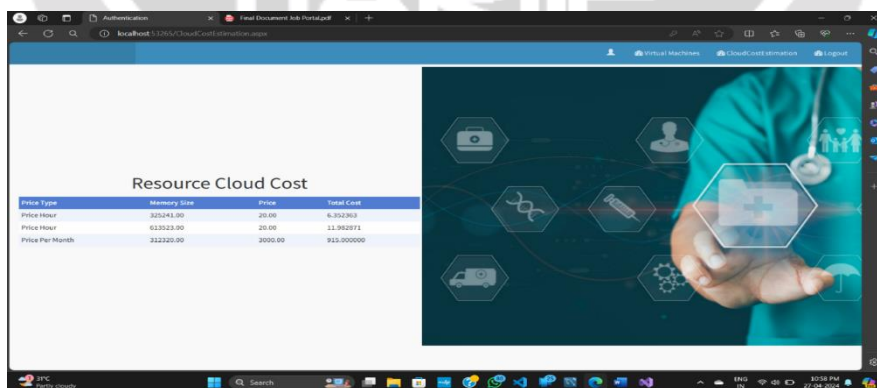 Authentication
Final Document Job Portal.pdf
localhost:53265/CloudCostEstimation.aspx
Virtual Machines
CloudCostEstimation
Logout
Resource Cloud Cost
Price Type Memory Size Price Total Cost
Price Hour 325241.00 20.00 6.352363
Price Hour 613523.00 20.00 11.982871
Price Per Month 312320.00 3000.00 915.000000
31°C
Partly cloudy
Search
ENG
IN
10:58 PM
27-04-2024